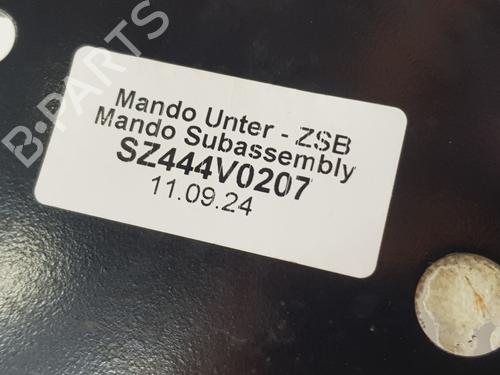 B-PARTS
Mando Unter - ZSB
Mando Subassembly
SZ444V0207
11.09.24